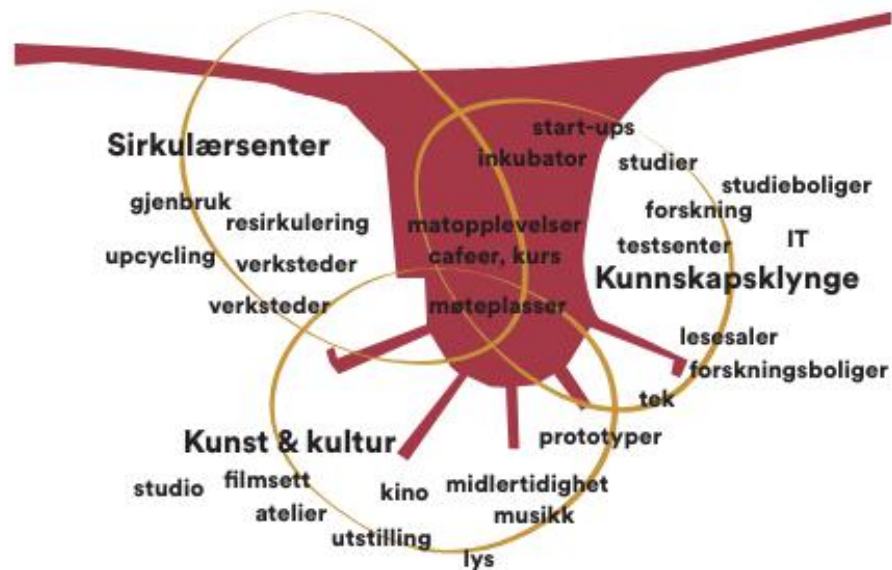 start-ups
Sirkulærsenter
inkubator
studier
studieboliger
gjenbruk
forskning
resirkulering
matopplevelser
testsenter
IT
upcycling
verksteder
cafeer, kurs
Kunnskapsklynge
verksteder
møteplasser
lesesaler
forskningsboliger
tek
Kunst & kultur
prototyper
studio
filmsett
kino
midlertidighet
atelier
musikk
utstilling
lys